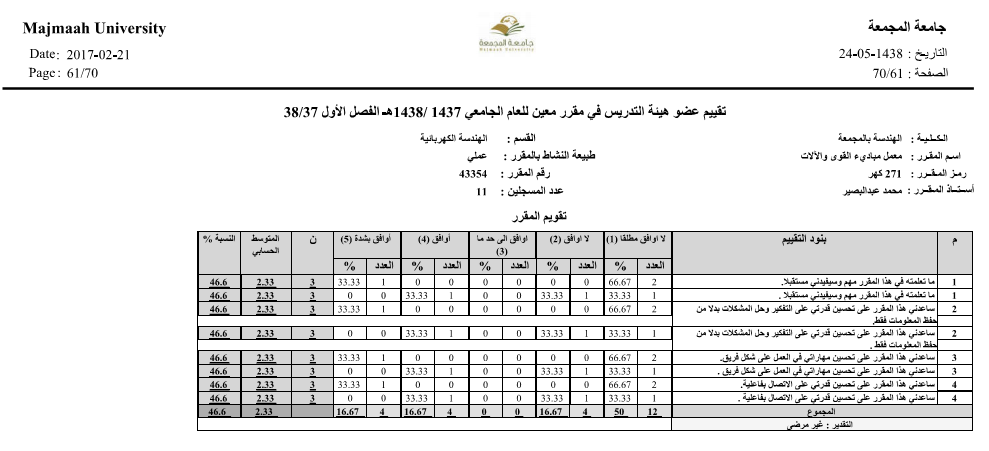 جامعة المجمعة
Majmaah University
جامعة المجمعة
Majmaah University
التاريخ : 24-05-1438
Date: 2017-02-21
الصفحة : 70/61
Page: 61/70
تقييم عضو هيئة التدريس في مقرر معين للعام الجامعي 1437 /1438هـ الفصل الأول 38/37
الكلية : الهندسة بالمجمعة القسم : الهندسة الكهربائية
اسم المقرر : معمل مباديء القوى والآلات طبيعة النشاط بالمقرر : عملي
رمز المقرر : 271 كهر رقم المقرر : 43354
أستاذ المقرر : محمد عبدالبصير عدد المسجلين : 11
تقويم المقرر
م بنود التقييم لا اوافق مطلقا (1) لا اوافق (2) اوافق الى حد ما (3) أوافق (4) أوافق بشدة (5) ن المتوسط الحسابي النسبة %
العدد % العدد % العدد % العدد % العدد %
1 ما تعلمته في هذا المقرر مهم وسيفيدني مستقبلا. 2 66.67 0 0 0 0 0 0 1 33.33 3 2.33 46.6
1 ما تعلمته في هذا المقرر مهم وسيفيدني مستقبلا . 1 33.33 1 33.33 0 0 1 33.33 0 0 3 2.33 46.6
2 ساعدني هذا المقرر على تحسين قدرتي على التفكير وحل المشكلات بدلا من 2 66.67 0 0 0 0 0 0 1 33.33 3 2.33 46.6
حفظ المعلومات فقط.
2 ساعدني هذا المقرر على تحسين قدرتي على التفكير وحل المشكلات بدلا من 1 33.33 1 33.33 0 0 1 33.33 0 0 3 2.33 46.6
حفظ المعلومات فقط .
3 ساعدني هذا المقرر على تحسين مهاراتي في العمل على شكل فريق. 2 66.67 0 0 0 0 0 0 1 33.33 3 2.33 46.6
3 ساعدني هذا المقرر على تحسين مهاراتي في العمل على شكل فريق . 1 33.33 1 33.33 0 0 1 33.33 0 0 3 2.33 46.6
4 ساعدني هذا المقرر على تحسين قدرتي على الاتصال بفاعلية. 2 66.67 0 0 0 0 0 0 1 33.33 3 2.33 46.6
4 ساعدني هذا المقرر على تحسين قدرتي على الاتصال بفاعلية . 1 33.33 1 33.33 0 0 1 33.33 0 0 3 2.33 46.6
المجموع 12 50 4 16.67 0 0 4 16.67 4 16.67 2.33 46.6
التقدير : غير مرضي